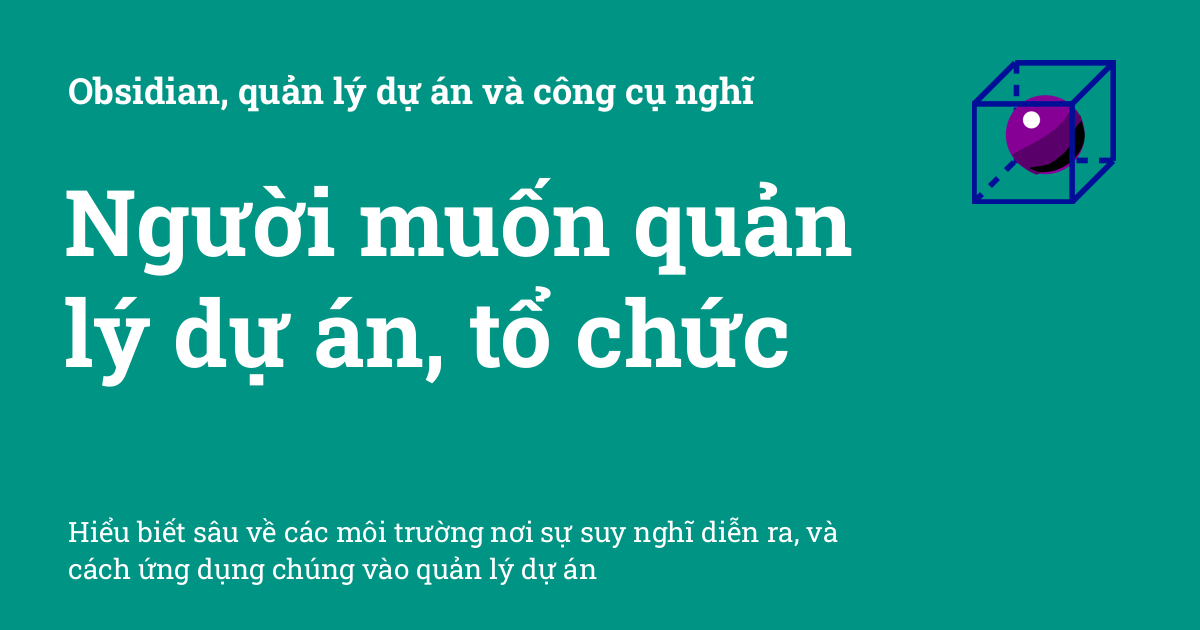 Obsidian, quản lý dự án và công cụ nghĩ
Người muốn quản
lý dự án, tổ chức
Hiểu biết sâu về các môi trường nơi sự suy nghĩ diễn ra, và
cách ứng dụng chúng vào quản lý dự án